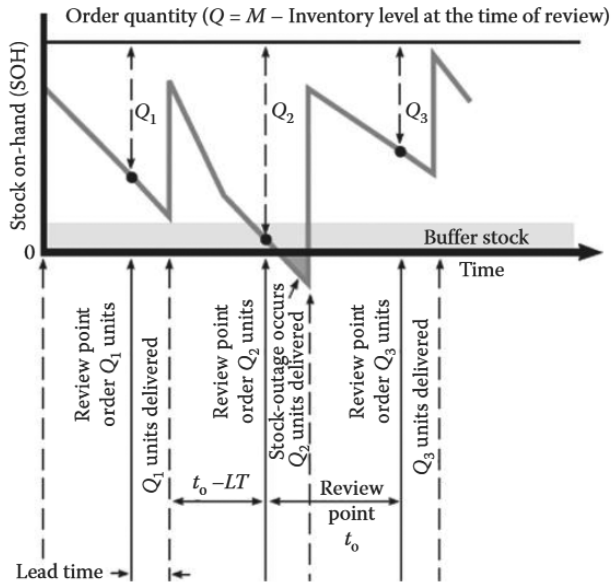 Order quantity (Q = M – Inventory level at the time of review)
Stock on-hand (SOH)
Q1
Q2
Q3
Buffer stock
0
Time
Review point
order Q1 units
Q1 units delivered
Review point
order Q2 units
Stock-outage occurs
Q2 units delivered
Review point
order Q3 units
Q3 units delivered
to –LT
Review
point
to
Lead time